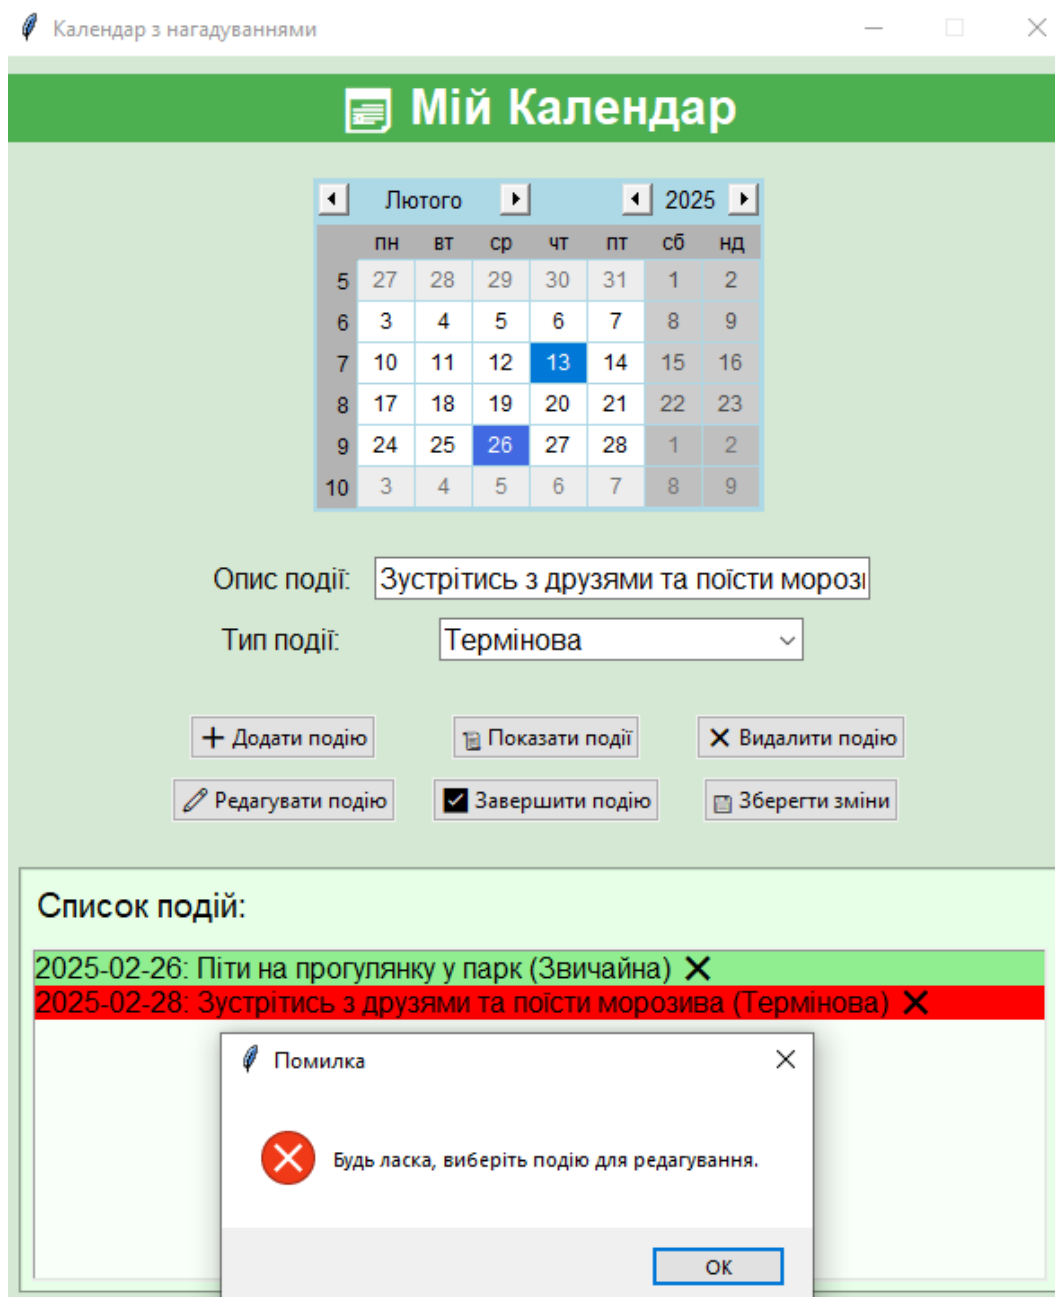 Календар з нагадуваннями
Мій Календар
Лютого 2025
пн вт ср чт пт сб нд
5 27 28 29 30 31 1 2
6 3 4 5 6 7 8 9
7 10 11 12 13 14 15 16
8 17 18 19 20 21 22 23
9 24 25 26 27 28 1 2
10 3 4 5 6 7 8 9
Опис події: Зустрітись з друзями та поїсти морози
Тип події: Термінова
Додати подію Показати події Видалити подію
Редагувати подію Завершити подію Зберегти зміни
Список подій:
2025-02-26: Піти на прогулянку у парк (Звичайна) ✕
2025-02-28: Зустрітись з друзями та поїсти морозива (Термінова) ✕
Помилка
Будь ласка, виберіть подію для редагування.
ОК